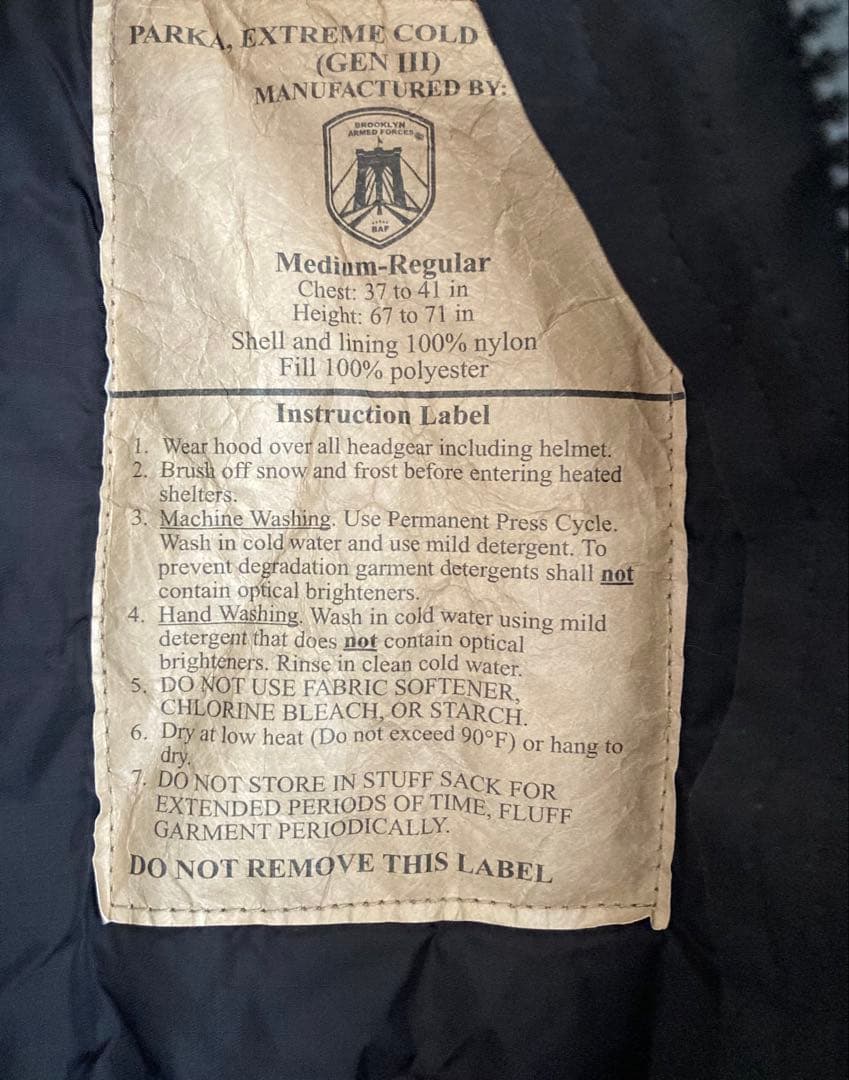 PARKA, EXTREME COLD
(GEN III)
MANUFACTURED BY:
BROOKLYN
ARMED FORCES
BAF
Medium-Regular
Chest: 37 to 41 in
Height: 67 to 71 in
Shell and lining 100% nylon
Fill 100% polyester
Instruction Label
1. Wear hood over all headgear including helmet.
2. Brush off snow and frost before entering heated
shelters.
3. Machine Washing. Use Permanent Press Cycle.
Wash in cold water and use mild detergent. To
prevent degradation garment detergents shall not
contain optical brighteners.
4. Hand Washing. Wash in cold water using mild
detergent that does not contain optical
brighteners. Rinse in clean cold water.
5. DO NOT USE FABRIC SOFTENER,
CHLORINE BLEACH, OR STARCH.
6. Dry at low heat (Do not exceed 90°F) or hang to
dry.
7. DO NOT STORE IN STUFF SACK FOR
EXTENDED PERIODS OF TIME, FLUFF
GARMENT PERIODICALLY.
DO NOT REMOVE THIS LABEL